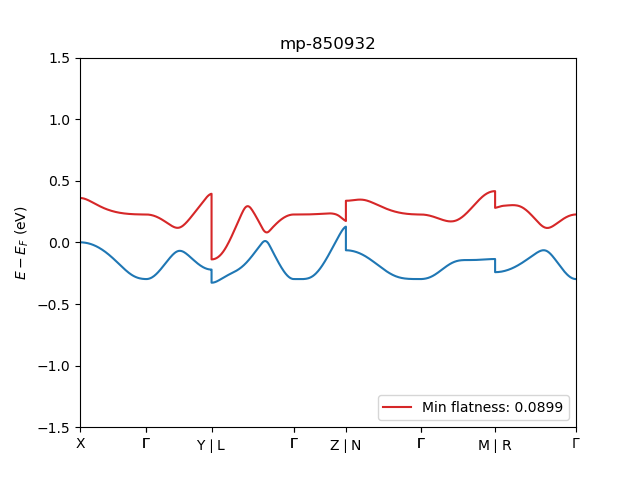 mp-850932
1.5
1.0
0.5
0.0
−0.5
−1.0
−1.5
E − E_F (eV)
Min flatness: 0.0899
X Γ Y | L Γ Z | N Γ M | R Γ